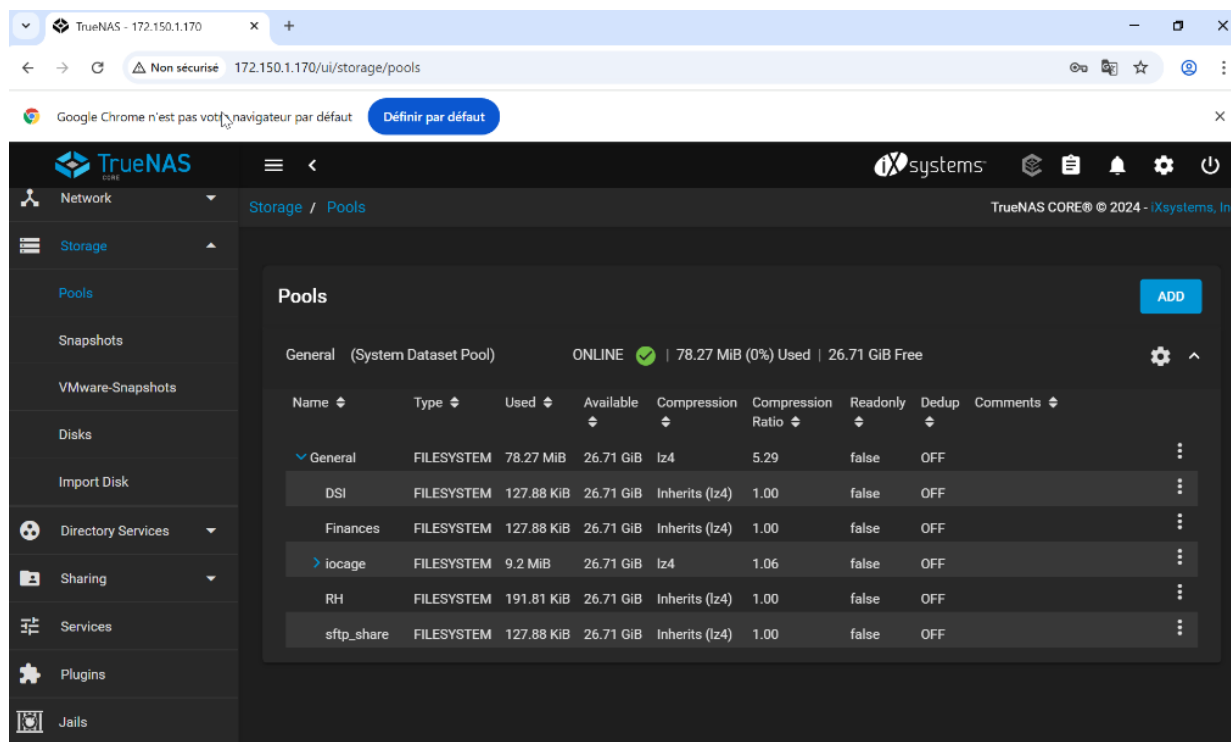 TrueNAS - 172.150.1.170
Non sécurisé 172.150.1.170/ui/storage/pools
Google Chrome n'est pas votre navigateur par défaut Définir par défaut
TrueNAS CORE iXsystems
Network
Storage / Pools TrueNAS CORE® © 2024 - iXsystems, In
Storage
Pools
Snapshots
VMware-Snapshots
Disks
Import Disk
Directory Services
Sharing
Services
Plugins
Jails
Pools ADD
General (System Dataset Pool) ONLINE | 78.27 MiB (0%) Used | 26.71 GiB Free
Name Type Used Available Compression Compression Ratio Readonly Dedup Comments
General FILESYSTEM 78.27 MiB 26.71 GiB lz4 5.29 false OFF
DSI FILESYSTEM 127.88 KiB 26.71 GiB Inherits (lz4) 1.00 false OFF
Finances FILESYSTEM 127.88 KiB 26.71 GiB Inherits (lz4) 1.00 false OFF
iocage FILESYSTEM 9.2 MiB 26.71 GiB lz4 1.06 false OFF
RH FILESYSTEM 191.81 KiB 26.71 GiB Inherits (lz4) 1.00 false OFF
sftp_share FILESYSTEM 127.88 KiB 26.71 GiB Inherits (lz4) 1.00 false OFF